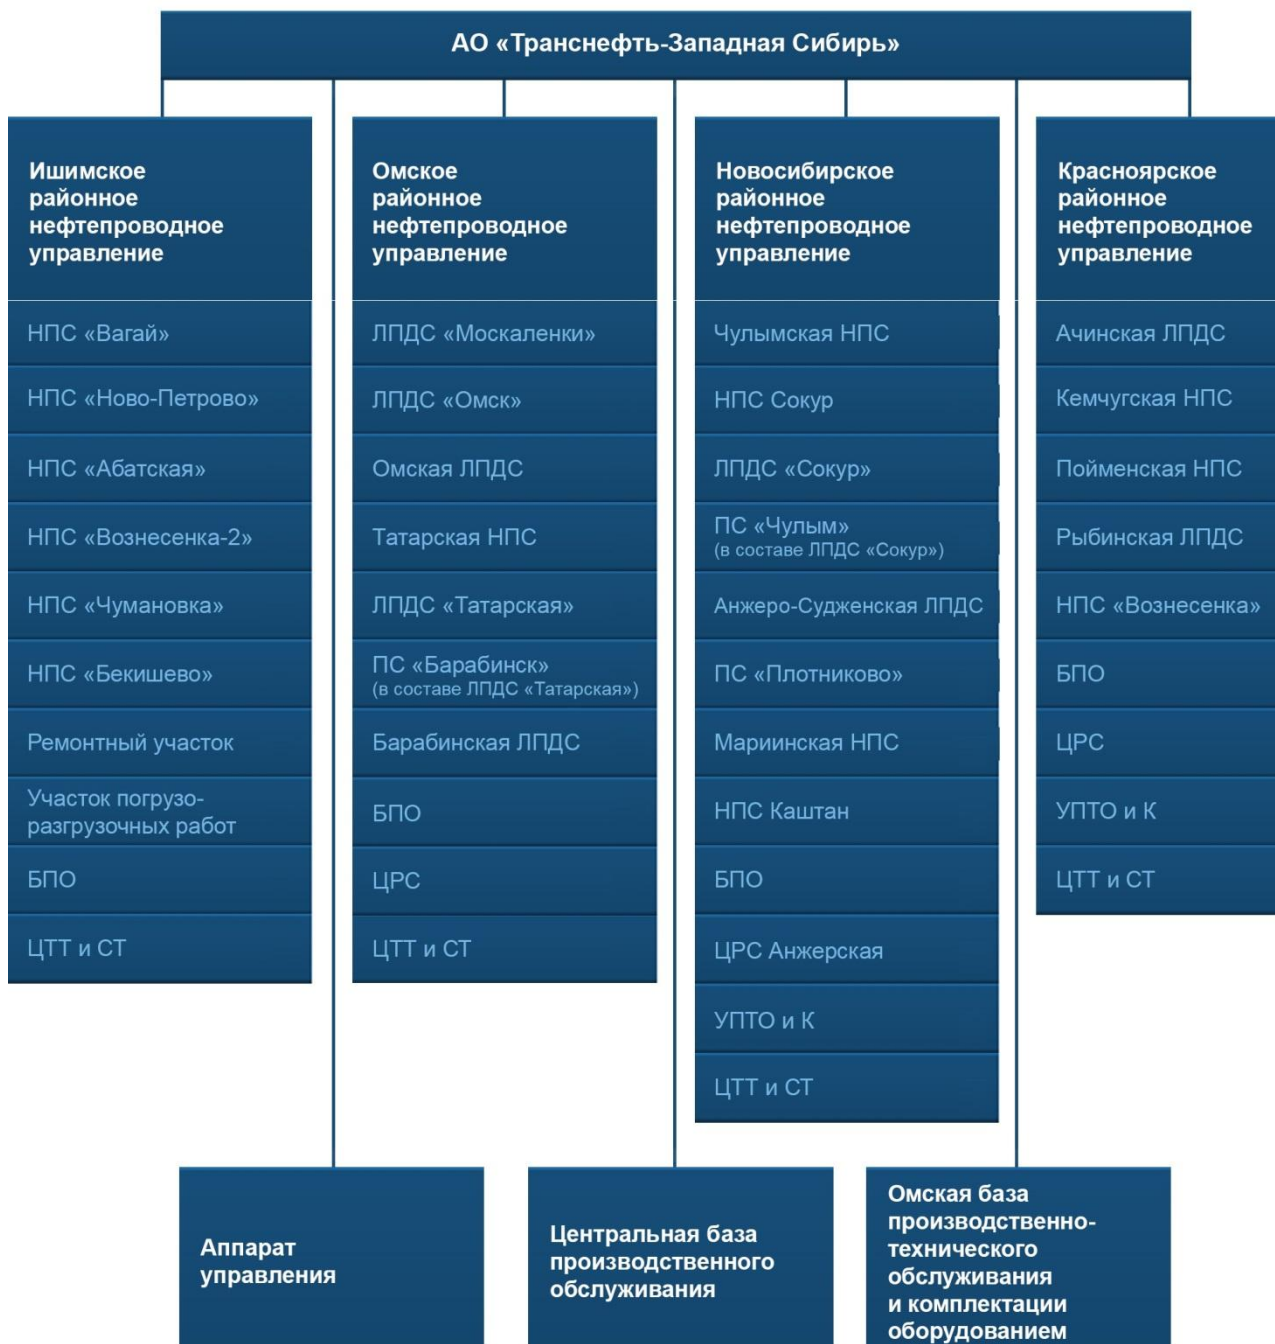 АО «Транснефть-Западная Сибирь»
Ишимское
районное
нефтепроводное
управление
НПС «Вагай»
НПС «Ново-Петрово»
НПС «Абатская»
НПС «Вознесенка-2»
НПС «Чумановка»
НПС «Бекишево»
Ремонтный участок
Участок погрузо-
разгрузочных работ
БПО
ЦТТ и СТ
Омское
районное
нефтепроводное
управление
ЛПДС «Москаленки»
ЛПДС «Омск»
Омская ЛПДС
Татарская НПС
ЛПДС «Татарская»
ПС «Барабинск»
(в составе ЛПДС «Татарская»)
Барабинская ЛПДС
БПО
ЦРС
ЦТТ и СТ
Новосибирское
районное
нефтепроводное
управление
Чулымская НПС
НПС Сокур
ЛПДС «Сокур»
ПС «Чулым»
(в составе ЛПДС «Сокур»)
Анжеро-Судженская ЛПДС
ПС «Плотниково»
Мариинская НПС
НПС Каштан
БПО
ЦРС Анжерская
УПТО и К
ЦТТ и СТ
Красноярское
районное
нефтепроводное
управление
Ачинская ЛПДС
Кемчугская НПС
Пойменская НПС
Рыбинская ЛПДС
НПС «Вознесенка»
БПО
ЦРС
УПТО и К
ЦТТ и СТ
Аппарат
управления
Центральная база
производственного
обслуживания
Омская база
производственно-
технического
обслуживания
и комплектации
оборудованием